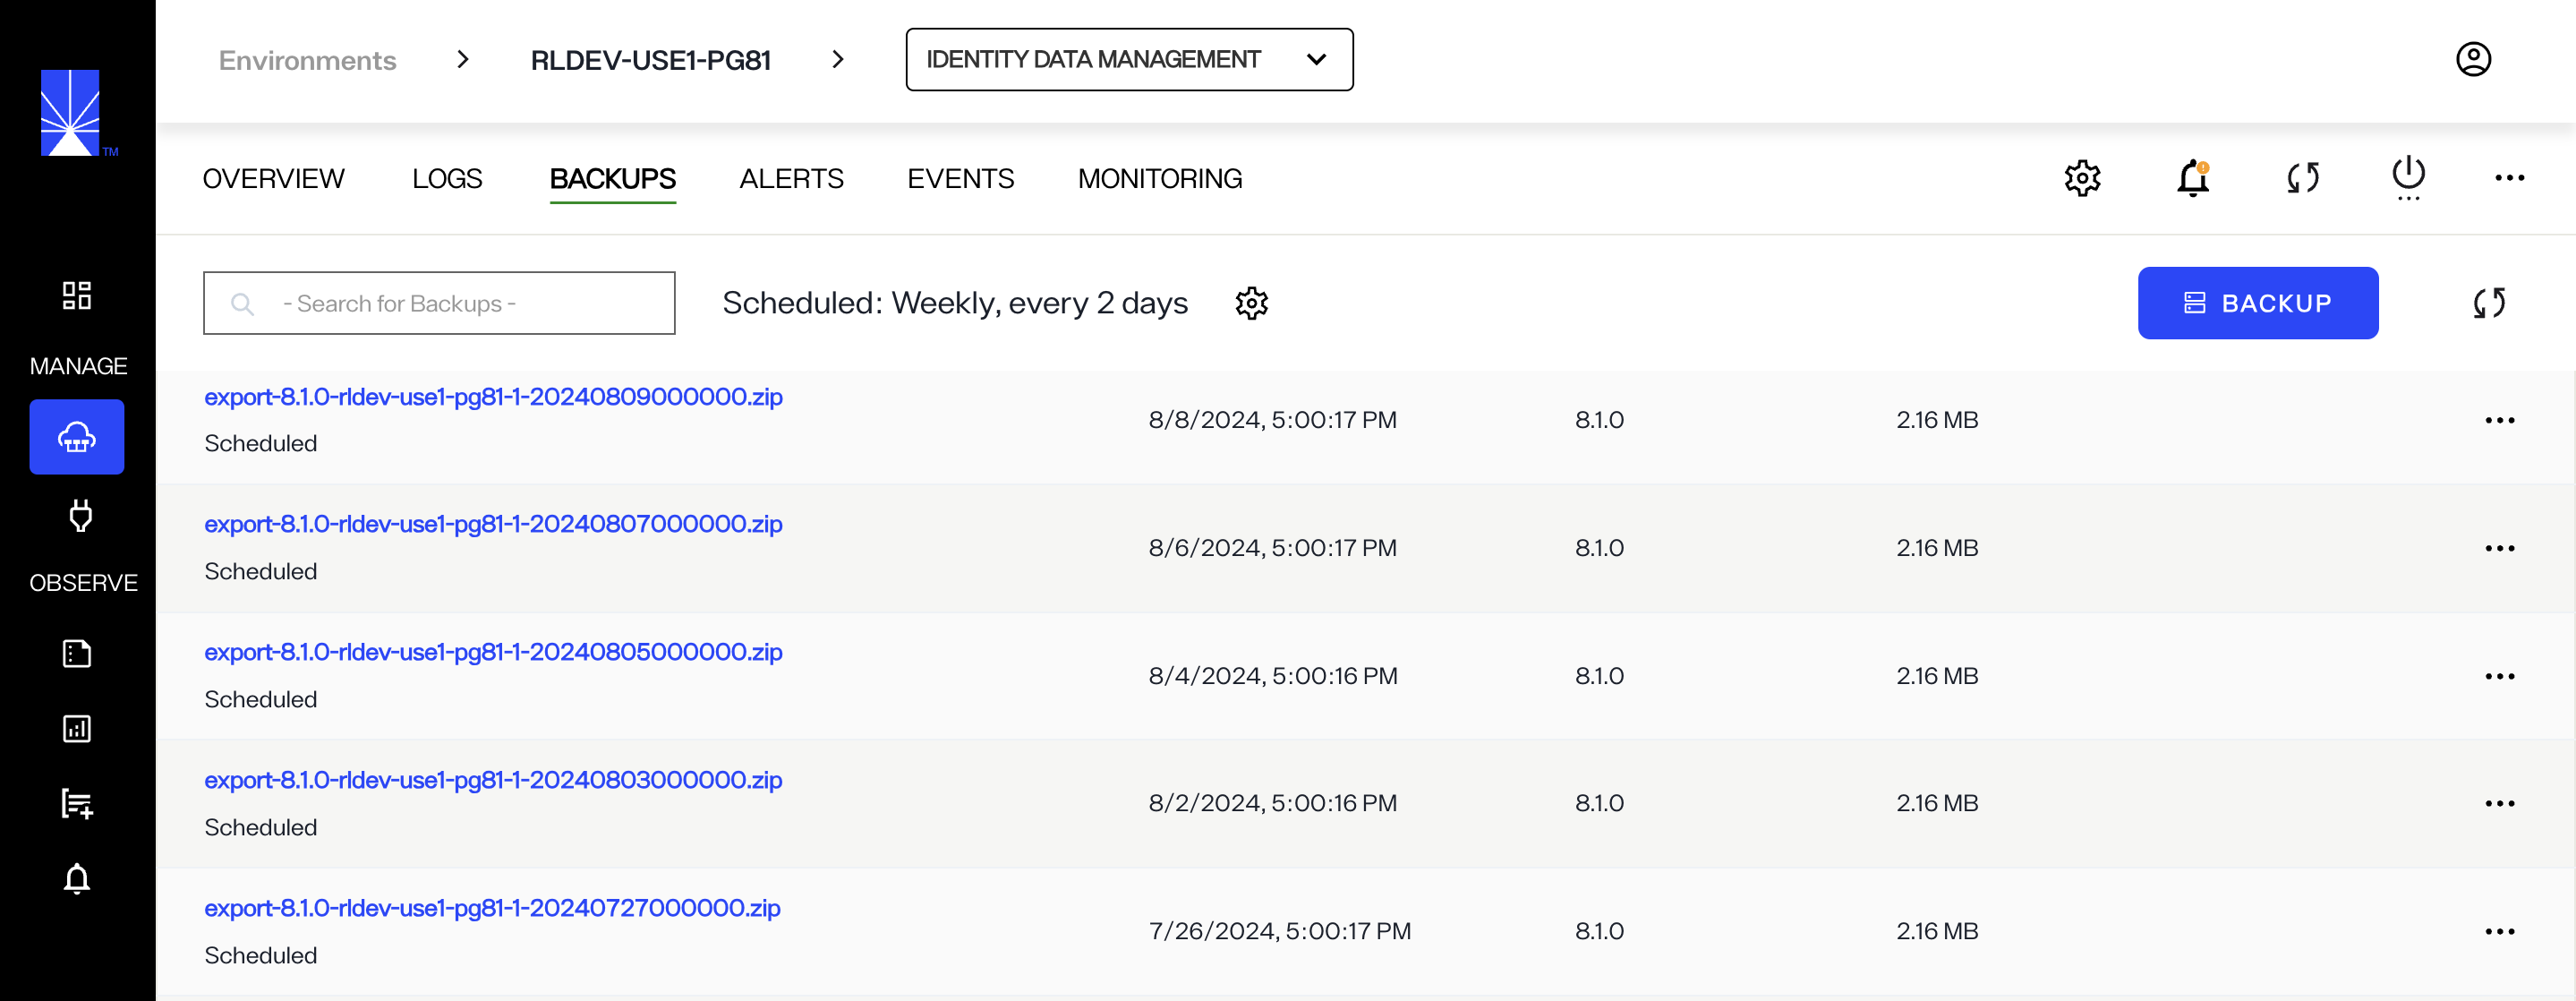 Environments
RLDEV-USE1-PG81
IDENTITY DATA MANAGEMENT
TM
OVERVIEW LOGS BACKUPS ALERTS EVENTS MONITORING
- Search for Backups -
Scheduled: Weekly, every 2 days
BACKUP
MANAGE
OBSERVE
export-8.1.0-rldev-use1-pg81-1-20240809000000.zip
Scheduled
8/8/2024, 5:00:17 PM
8.1.0
2.16 MB
export-8.1.0-rldev-use1-pg81-1-20240807000000.zip
Scheduled
8/6/2024, 5:00:17 PM
8.1.0
2.16 MB
export-8.1.0-rldev-use1-pg81-1-20240805000000.zip
Scheduled
8/4/2024, 5:00:16 PM
8.1.0
2.16 MB
export-8.1.0-rldev-use1-pg81-1-20240803000000.zip
Scheduled
8/2/2024, 5:00:16 PM
8.1.0
2.16 MB
export-8.1.0-rldev-use1-pg81-1-20240727000000.zip
Scheduled
7/26/2024, 5:00:17 PM
8.1.0
2.16 MB